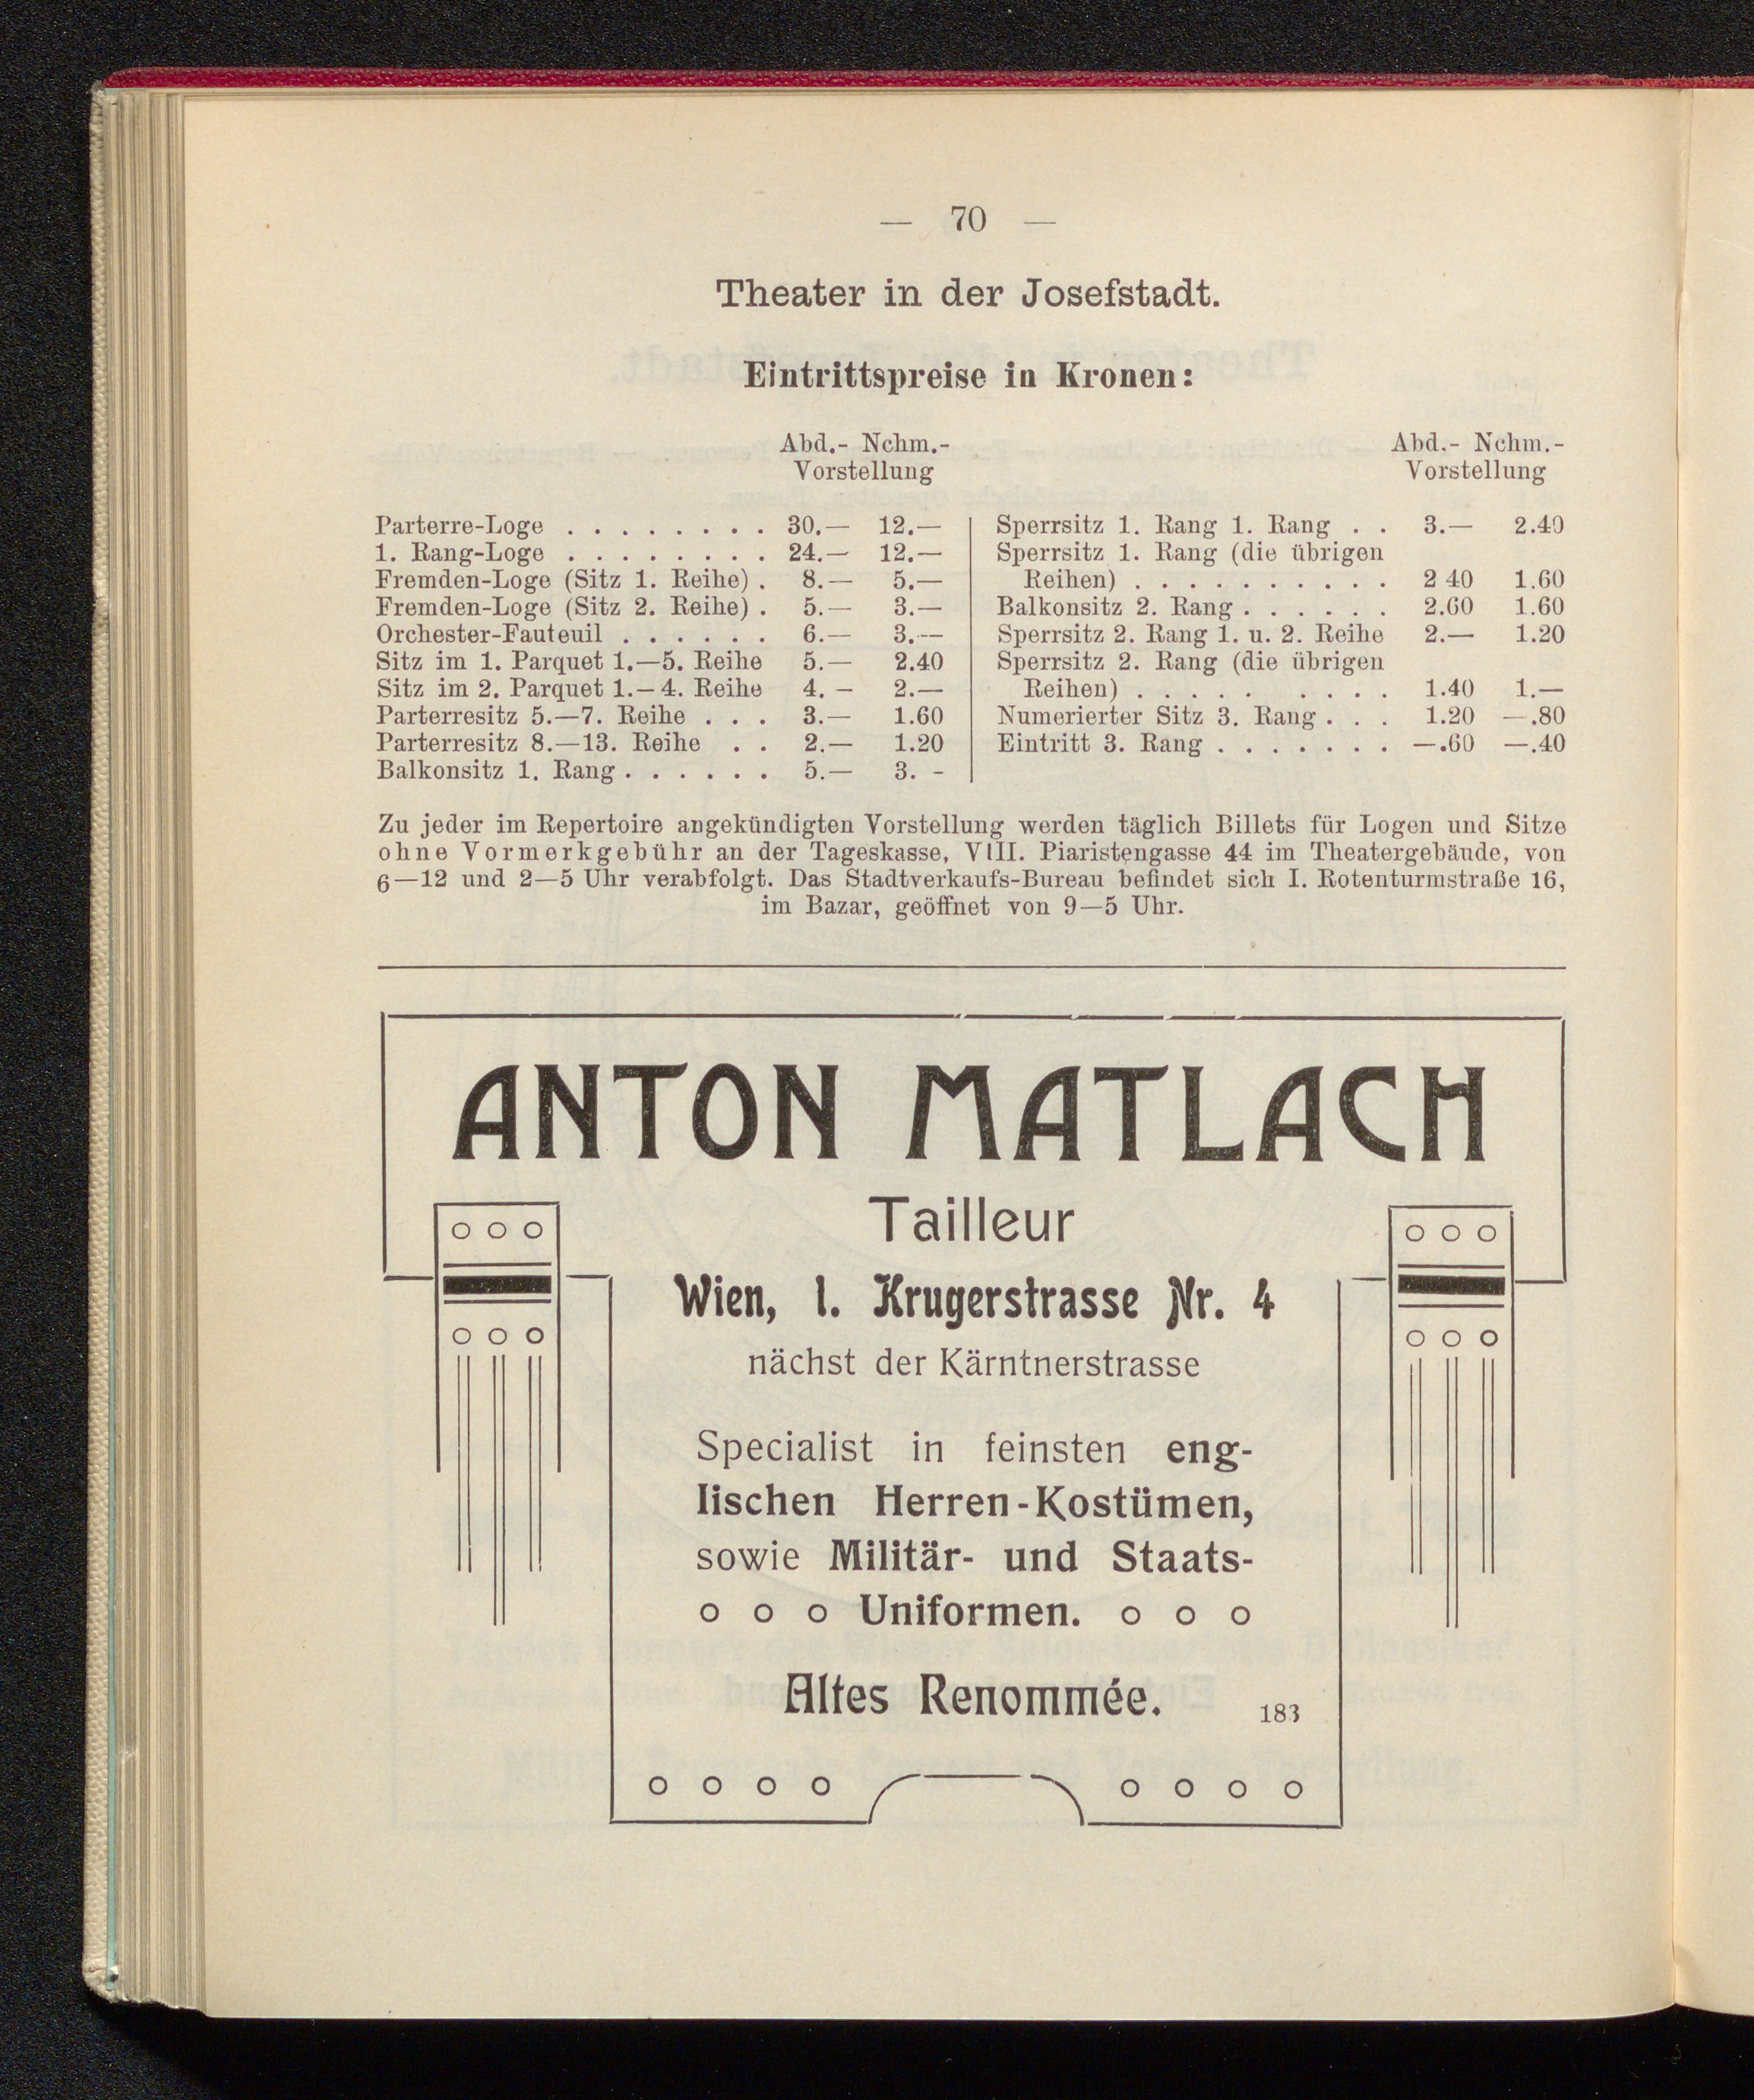 — 70 —
Theater in der Josefstadt.
Eintrittspreise in Kronen:
Abd.- Nchm.-
Vorstellung
Parterre-Loge . . . . . . . . 30.— 12.—
1. Rang-Loge . . . . . . . . 24.— 12.—
Fremden-Loge (Sitz 1. Reihe) . 8.— 5.—
Fremden-Loge (Sitz 2. Reihe) . 5.— 3.—
Orchester-Fauteuil . . . . . . 6.— 3.—
Sitz im 1. Parquet 1.—5. Reihe 5.— 2.40
Sitz im 2. Parquet 1.—4. Reihe 4. — 2.—
Parterresitz 5.—7. Reihe . . . 3.— 1.60
Parterresitz 8.—13. Reihe . . 2.— 1.20
Balkonsitz 1. Rang . . . . . . 5.— 3. -
Abd.- Nchm.-
Vorstellung
Sperrsitz 1. Rang 1. Rang . . 3.— 2.40
Sperrsitz 1. Rang (die übrigen
Reihen) . . . . . . . . . . 2 40 1.60
Balkonsitz 2. Rang . . . . . . 2.60 1.60
Sperrsitz 2. Rang 1. u. 2. Reihe 2.— 1.20
Sperrsitz 2. Rang (die übrigen
Reihen) . . . . . . . . . 1.40 1.—
Numerierter Sitz 3. Rang . . . 1.20 —.80
Eintritt 3. Rang . . . . . . . —.60 —.40
Zu jeder im Repertoire angekündigten Vorstellung werden täglich Billets für Logen und Sitze
ohne Vormerkgebühr an der Tageskasse, VIII. Piaristengasse 44 im Theatergebäude, von
6—12 und 2—5 Uhr verabfolgt. Das Stadtverkaufs-Bureau befindet sich I. Rotenturmstraße 16,
im Bazar, geöffnet von 9—5 Uhr.
ANTON MATLACH
Tailleur
Wien, I. Krugerstrasse Nr. 4
nächst der Kärntnerstrasse
Specialist in feinsten eng-
lischen Herren-Kostümen,
sowie Militär- und Staats-
Uniformen.
Altes Renommée.
183